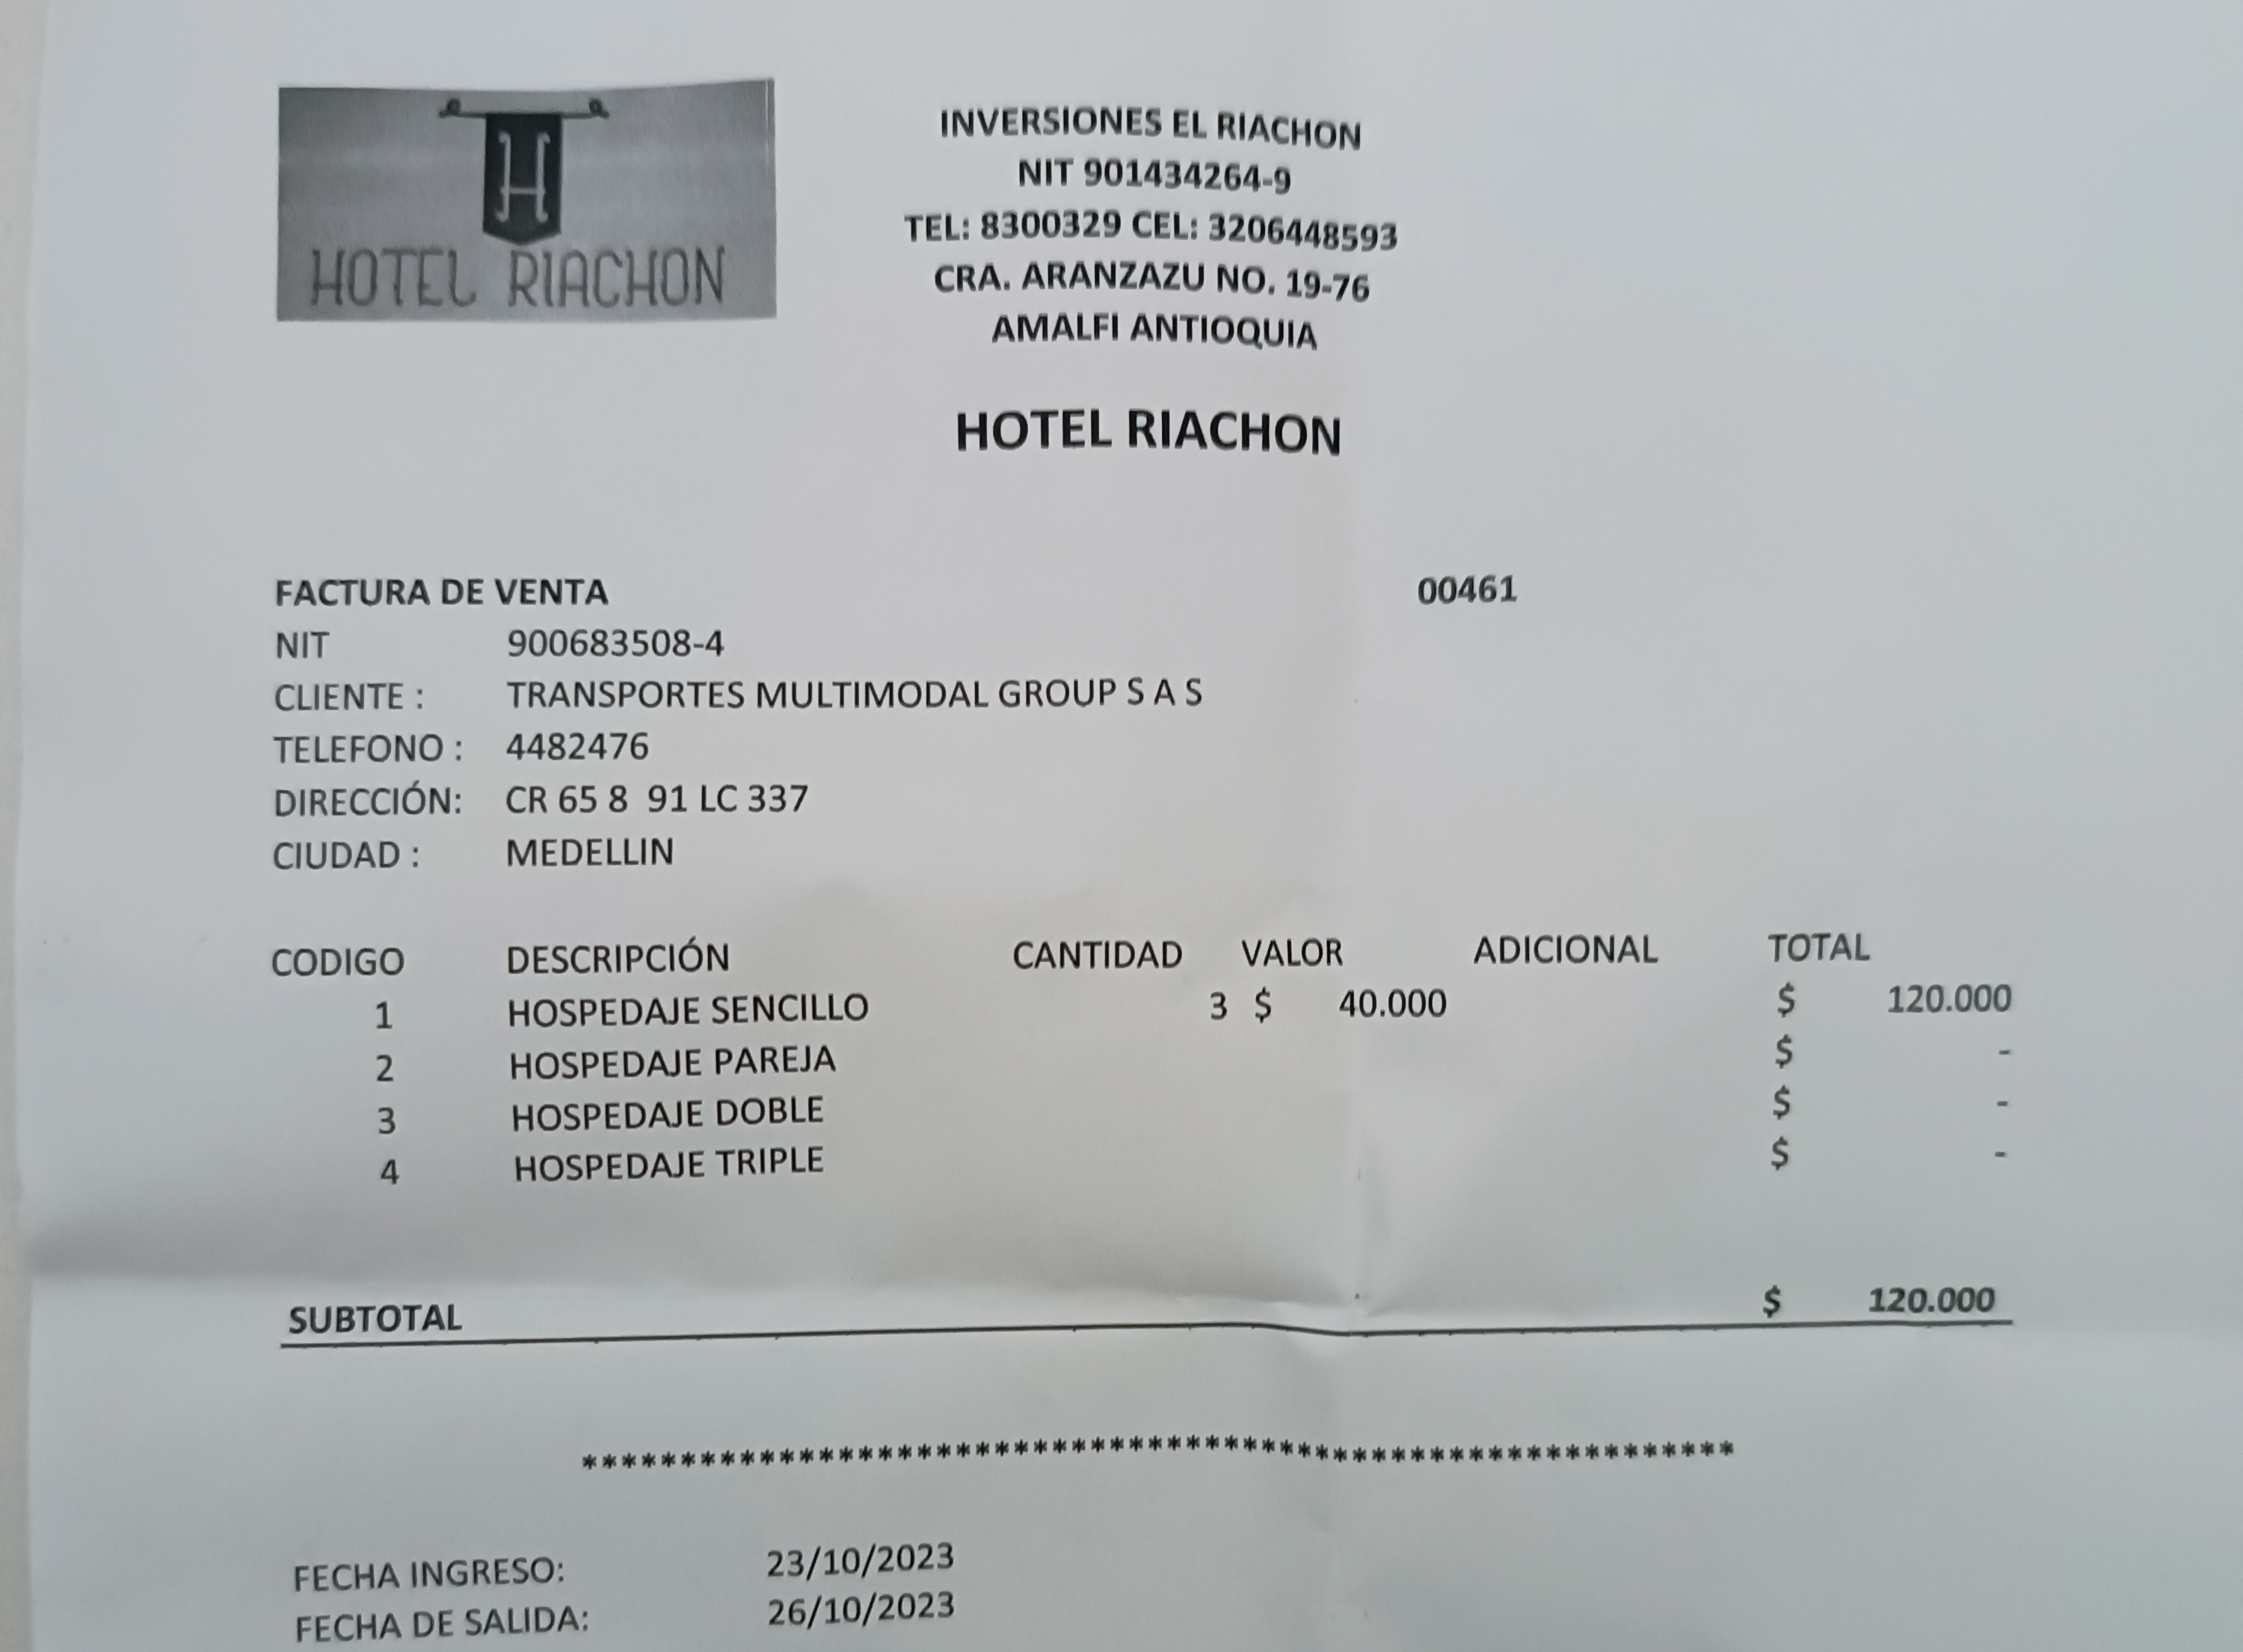 H
HOTEL RIACHON
INVERSIONES EL RIACHON
NIT 901434264-9
TEL: 8300329 CEL: 3206448593
CRA. ARANZAZU NO. 19-76
AMALFI ANTIOQUIA
HOTEL RIACHON
FACTURA DE VENTA 00461
NIT 900683508-4
CLIENTE : TRANSPORTES MULTIMODAL GROUP S A S
TELEFONO : 4482476
DIRECCIÓN: CR 65 8  91 LC 337
CIUDAD : MEDELLIN
CODIGO DESCRIPCIÓN CANTIDAD VALOR ADICIONAL TOTAL
1 HOSPEDAJE SENCILLO 3 $ 40.000 $ 120.000
2 HOSPEDAJE PAREJA $ -
3 HOSPEDAJE DOBLE $ -
4 HOSPEDAJE TRIPLE $ -
SUBTOTAL $ 120.000
***********************************************************
FECHA INGRESO: 23/10/2023
FECHA DE SALIDA: 26/10/2023